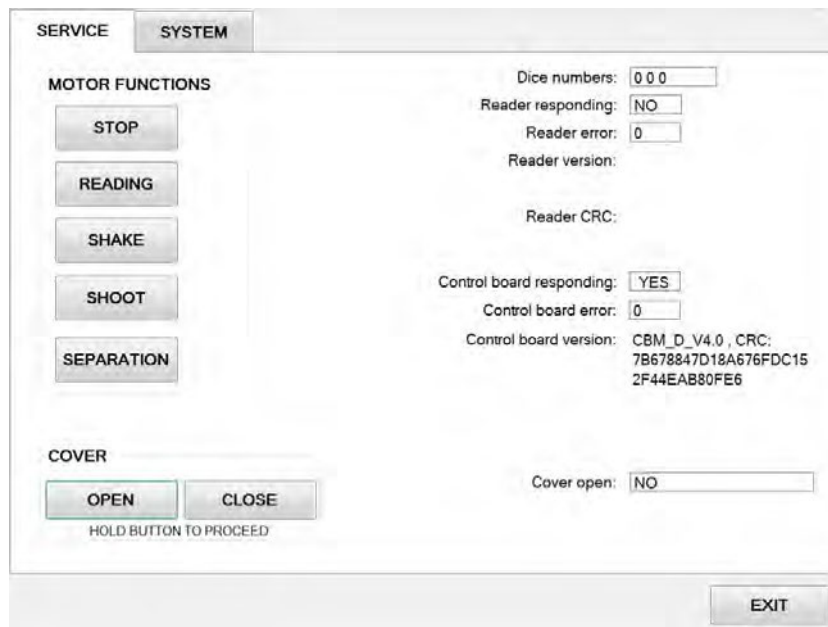 SERVICE
SYSTEM
MOTOR FUNCTIONS
STOP
READING
SHAKE
SHOOT
SEPARATION
Dice numbers: 0 0 0
Reader responding: NO
Reader error: 0
Reader version:
Reader CRC:
Control board responding: YES
Control board error: 0
Control board version: CBM_D_V4.0 , CRC:
7B678847D18A676FDC15
2F44EAB80FE6
COVER
OPEN
CLOSE
HOLD BUTTON TO PROCEED
Cover open: NO
EXIT